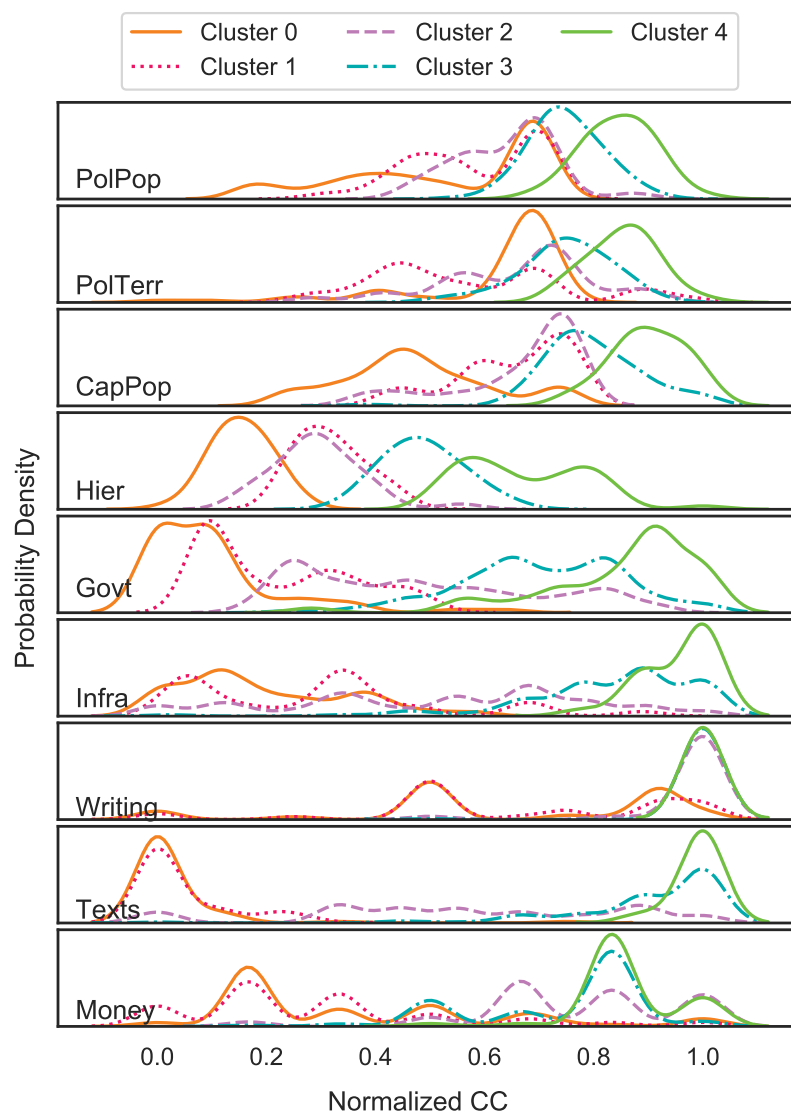 Cluster 0 Cluster 2 Cluster 4
Cluster 1 Cluster 3
PolPop
PolTerr
CapPop
Hier
Govt
Infra
Writing
Texts
Money
Probability Density
0.0 0.2 0.4 0.6 0.8 1.0
Normalized CC